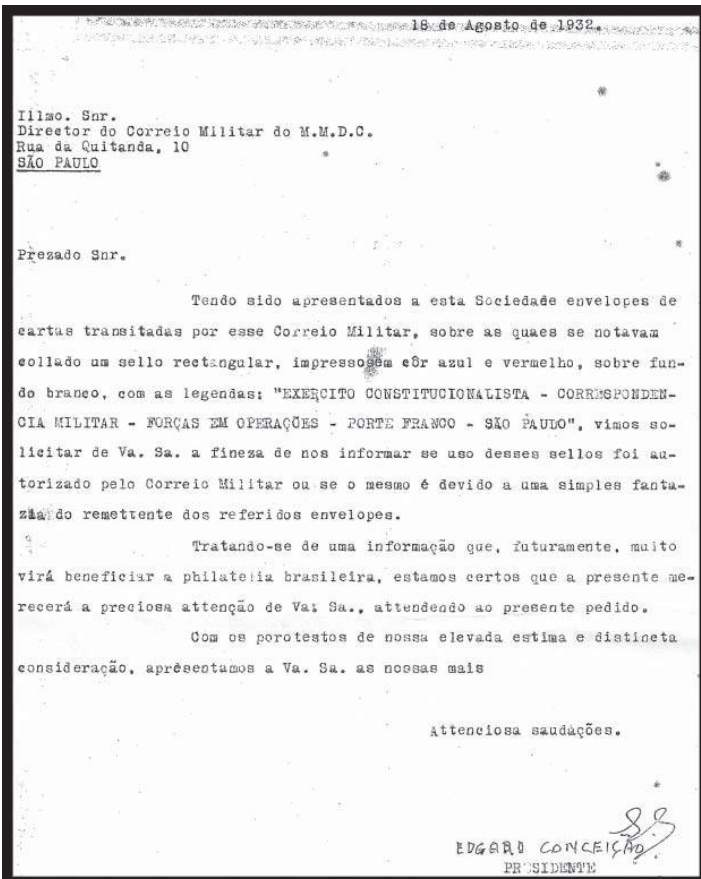 18 de Agosto de 1932.
Illmo. Snr.
Director do Correio Militar do M.M.D.C.
Rua da Quitanda, 10
SÃO PAULO
Prezado Snr.
Tendo sido apresentados a esta Sociedade envelopes de
cartas transitadas por esse Correio Militar, sobre as quaes se notavam
collado um sello rectangular, impresso em côr azul e vermelho, sobre fun-
do branco, com as legendas: "EXERCITO CONSTITUCIONALISTA - CORRESPONDEN-
CIA MILITAR - FORÇAS EM OPERAÇÕES - PORTE FRANCO - SÃO PAULO", vimos so-
licitar de Va. Sa. a fineza de nos informar se uso desses sellos foi au-
torizado pelo Correio Militar ou se o mesmo é devido a uma simples fanta-
zia do remettente dos referidos envelopes.
Tratando-se de uma informação que, futuramente, muito
virá beneficiar a philatelia brasileira, estamos certos que a presente me-
recerá a preciosa attenção de Va. Sa., attendendo ao presente pedido.
Com os porotestos de nossa elevada estima e distincta
consideração, apresentamos a Va. Sa. as nossas mais
Attenciosa saudações.
EDGARD CONCEIÇÃO
PRESIDENTE